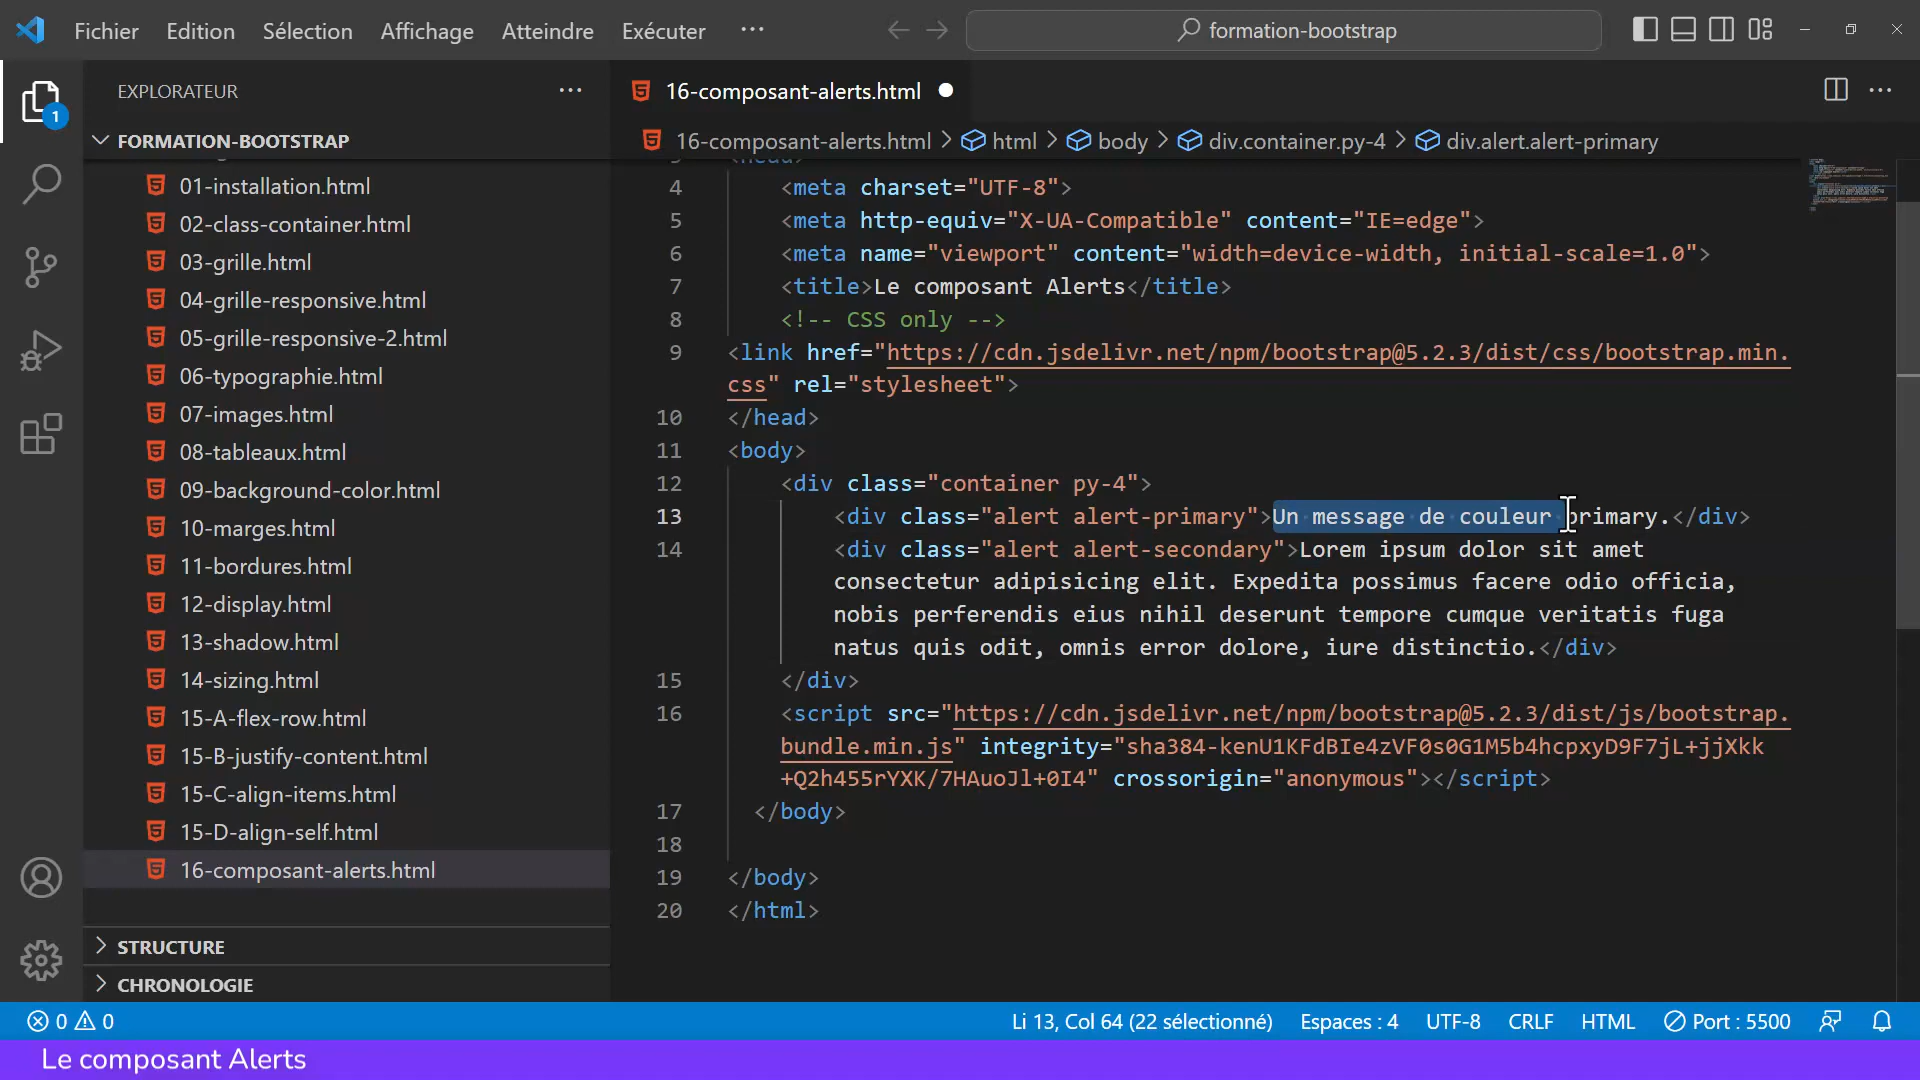 Fichier Edition Sélection Affichage Atteindre Exécuter ··· formation-bootstrap
EXPLORATEUR ···
1
FORMATION-BOOTSTRAP
01-installation.html
02-class-container.html
03-grille.html
04-grille-responsive.html
05-grille-responsive-2.html
06-typographie.html
07-images.html
08-tableaux.html
09-background-color.html
10-marges.html
11-bordures.html
12-display.html
13-shadow.html
14-sizing.html
15-A-flex-row.html
15-B-justify-content.html
15-C-align-items.html
15-D-align-self.html
16-composant-alerts.html
STRUCTURE
CHRONOLOGIE
16-composant-alerts.html
16-composant-alerts.html > html > body > div.container.py-4 > div.alert.alert-primary
3 <head>
4 <meta charset="UTF-8">
5 <meta http-equiv="X-UA-Compatible" content="IE=edge">
6 <meta name="viewport" content="width=device-width, initial-scale=1.0">
7 <title>Le composant Alerts</title>
8 <!-- CSS only -->
9 <link href="https://cdn.jsdelivr.net/npm/bootstrap@5.2.3/dist/css/bootstrap.min.
css" rel="stylesheet">
10 </head>
11 <body>
12 <div class="container py-4">
13 <div class="alert alert-primary">Un message de couleur primary.</div>
14 <div class="alert alert-secondary">Lorem ipsum dolor sit amet
consectetur adipisicing elit. Expedita possimus facere odio officia,
nobis perferendis eius nihil deserunt tempore cumque veritatis fuga
natus quis odit, omnis error dolore, iure distinctio.</div>
15 </div>
16 <script src="https://cdn.jsdelivr.net/npm/bootstrap@5.2.3/dist/js/bootstrap.
bundle.min.js" integrity="sha384-kenU1KFdBIe4zVF0s0G1M5b4hcpxyD9F7jL+jjXkk
+Q2h455rYXK/7HAuoJl+0I4" crossorigin="anonymous"></script>
17 </body>
18
19 </body>
20 </html>
0 0 Li 13, Col 64 (22 sélectionné) Espaces : 4 UTF-8 CRLF HTML Port : 5500
Le composant Alerts